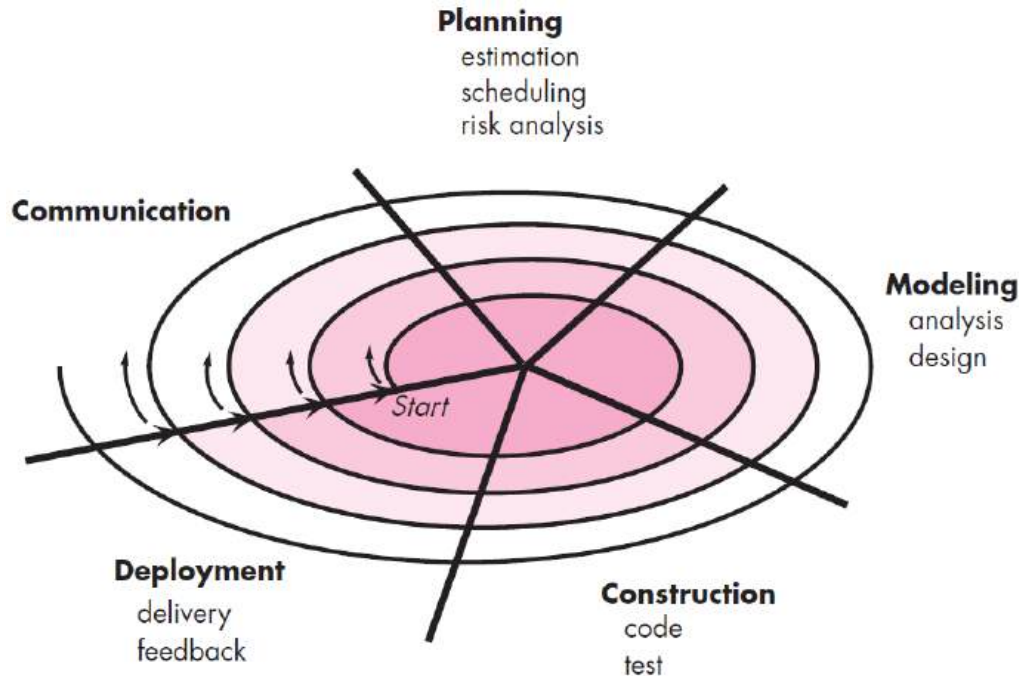 Planning
estimation
scheduling
risk analysis
Communication
Modeling
analysis
design
Start
Deployment
delivery
feedback
Construction
code
test